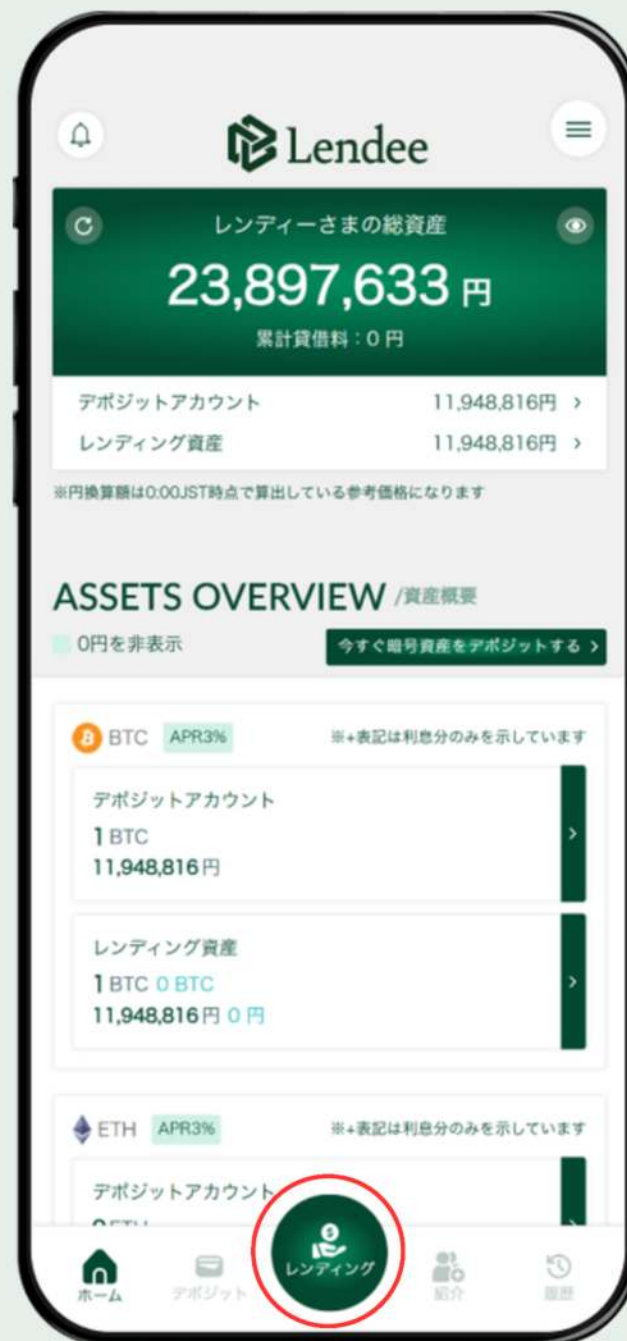 Lendee
レンディーさまの総資産
23,897,633 円
累計貸借料：0 円
デポジットアカウント 11,948,816円 >
レンディング資産 11,948,816円 >
※円換算額は0:00JST時点で算出している参考価格になります
ASSETS OVERVIEW /資産概要
0円を非表示 今すぐ暗号資産をデポジットする >
BTC APR3% ※+表記は利息分のみを示しています
デポジットアカウント
1 BTC
11,948,816 円
レンディング資産
1 BTC 0 BTC
11,948,816 円 0 円
ETH APR3% ※+表記は利息分のみを示しています
デポジットアカウント
ホーム デポジット レンディング 紹介 履歴